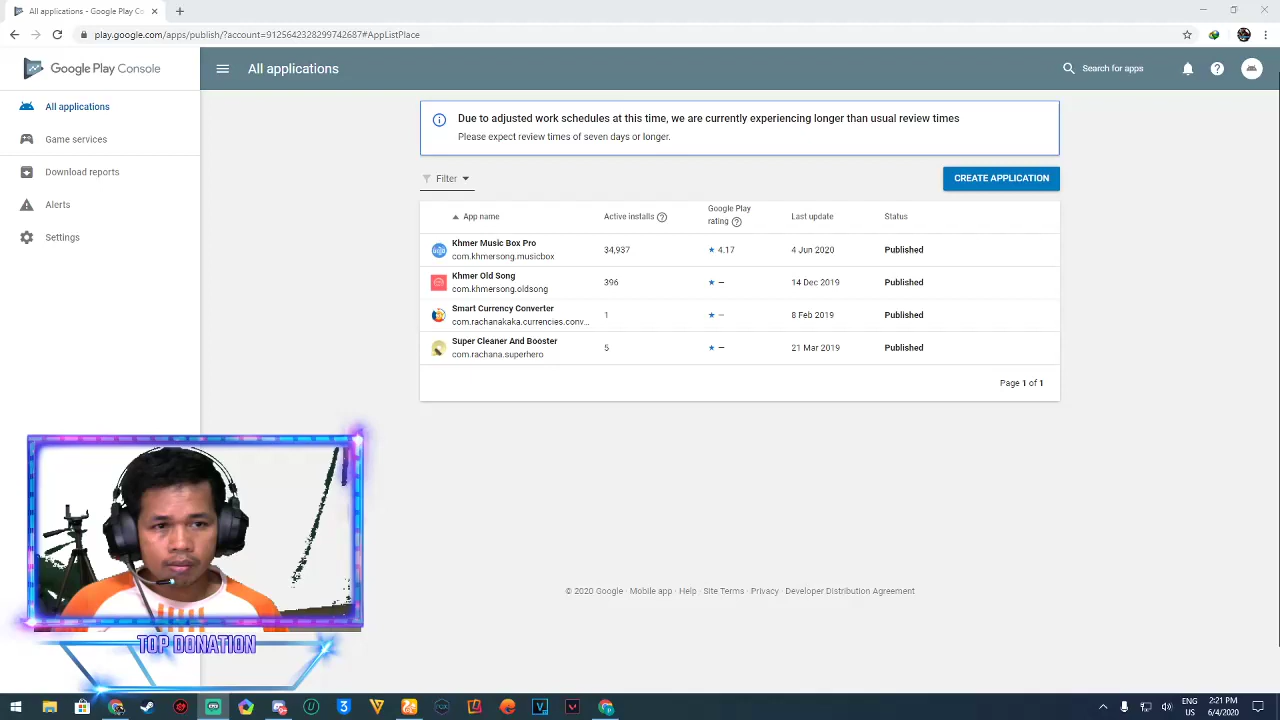 All applications - Google Play Co
play.google.com/apps/publish/?account=9125642328299742687#AppListPlace
Google Play Console
All applications
Search for apps
All applications
Game services
Download reports
Alerts
Settings
Due to adjusted work schedules at this time, we are currently experiencing longer than usual review times
Please expect review times of seven days or longer.
Filter
CREATE APPLICATION
App name Active installs Google Play rating Last update Status
Khmer Music Box Pro
com.khmersong.musicbox
34,937 4.17 4 Jun 2020 Published
Khmer Old Song
com.khmersong.oldsong
396 — 14 Dec 2019 Published
Smart Currency Converter
com.rachanakaka.currencies.conv...
1 — 8 Feb 2019 Published
Super Cleaner And Booster
com.rachana.superhero
5 — 21 Mar 2019 Published
Page 1 of 1
© 2020 Google · Mobile app · Help · Site Terms · Privacy · Developer Distribution Agreement
TOP DONATION
ENG 2:21 PM
US 6/4/2020